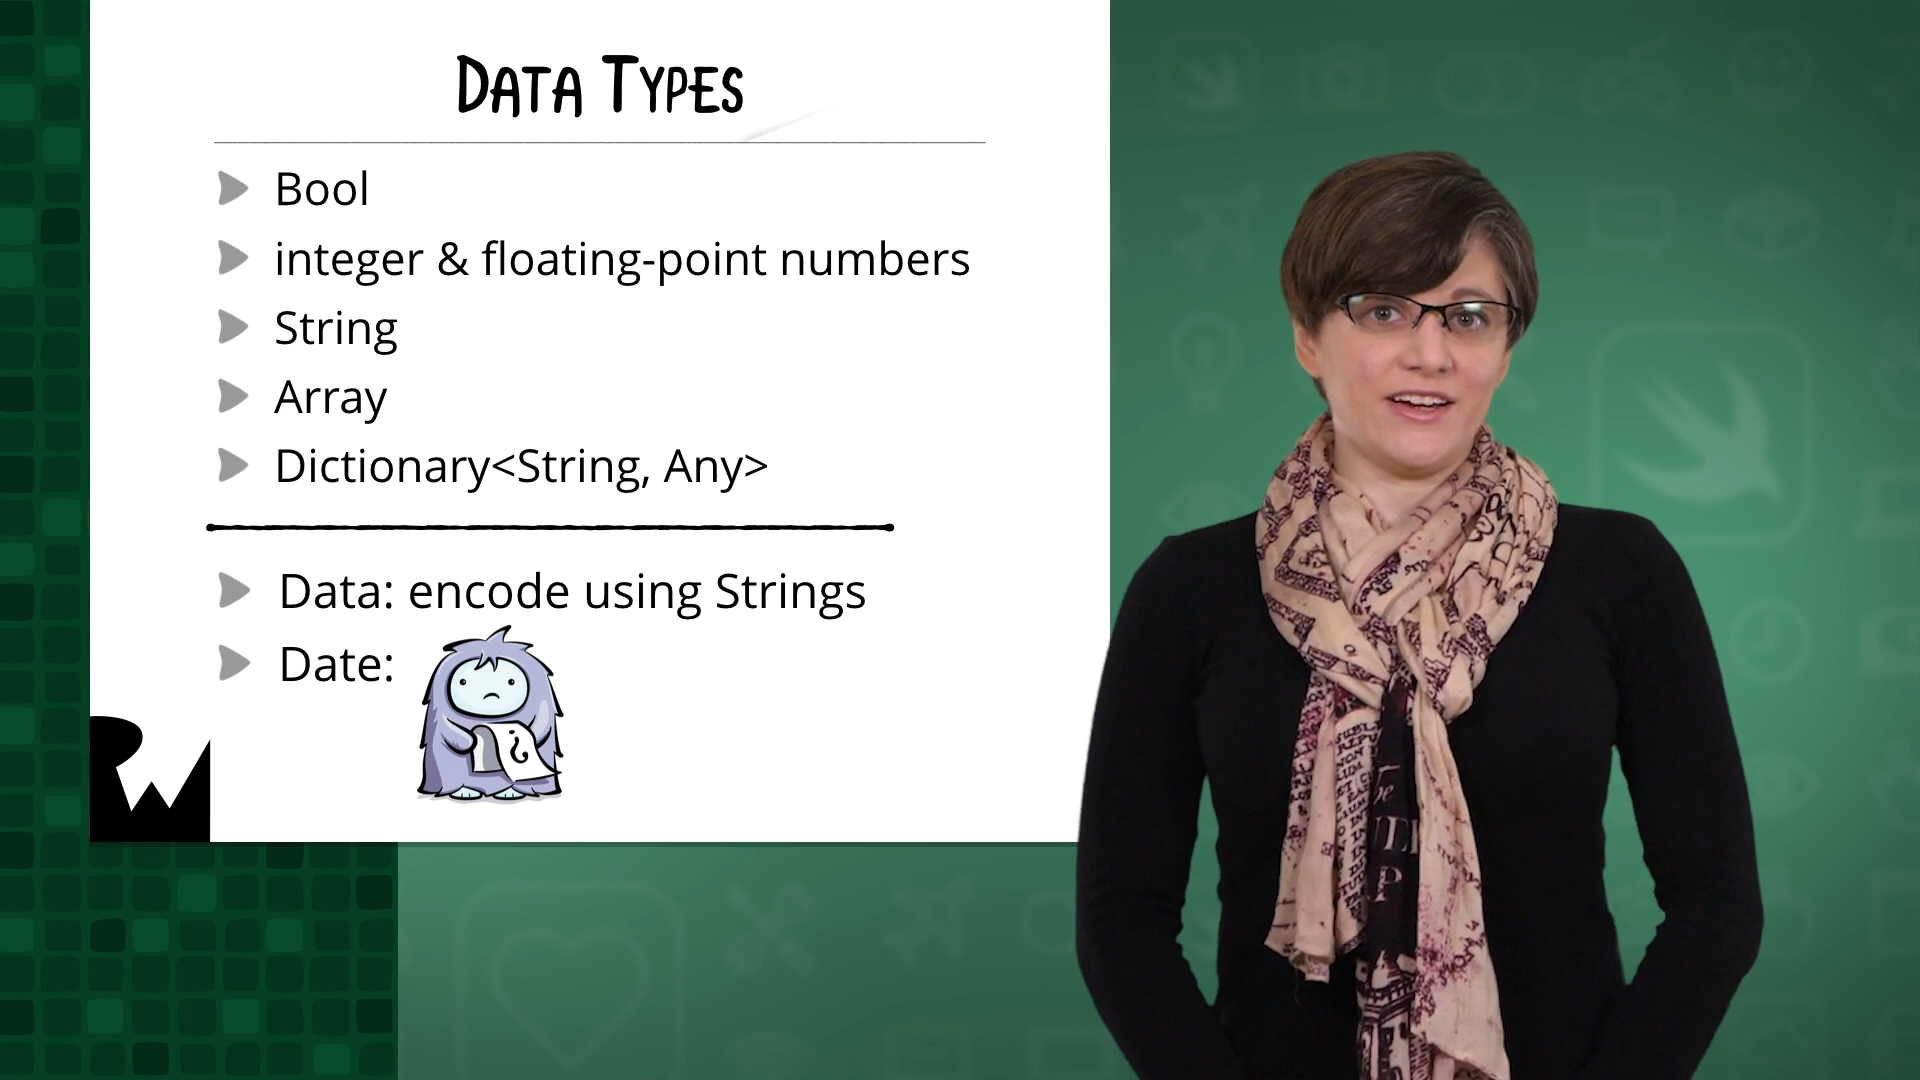 DATA TYPES
Bool
integer & floating-point numbers
String
Array
Dictionary<String, Any>
Data: encode using Strings
Date: